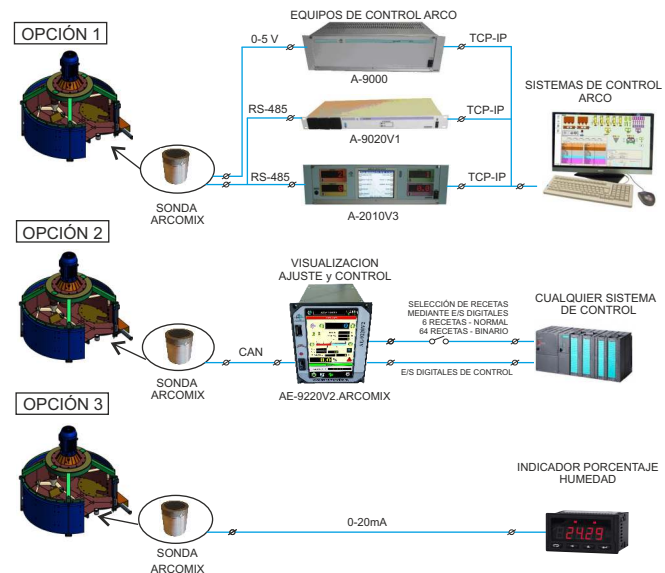 OPCIÓN 1
EQUIPOS DE CONTROL ARCO
0-5 V
TCP-IP
A-9000
RS-485
TCP-IP
A-9020V1
RS-485
TCP-IP
A-2010V3
SISTEMAS DE CONTROL
ARCO
SONDA
ARCOMIX
OPCIÓN 2
VISUALIZACION
AJUSTE y CONTROL
SELECCIÓN DE RECETAS
MEDIANTE E/S DIGITALES
6 RECETAS - NORMAL
64 RECETAS - BINARIO
CUALQUIER SISTEMA
DE CONTROL
CAN
E/S DIGITALES DE CONTROL
SONDA
ARCOMIX
AE-9220V2.ARCOMIX
OPCIÓN 3
INDICADOR PORCENTAJE
HUMEDAD
0-20mA
24.29
SONDA
ARCOMIX